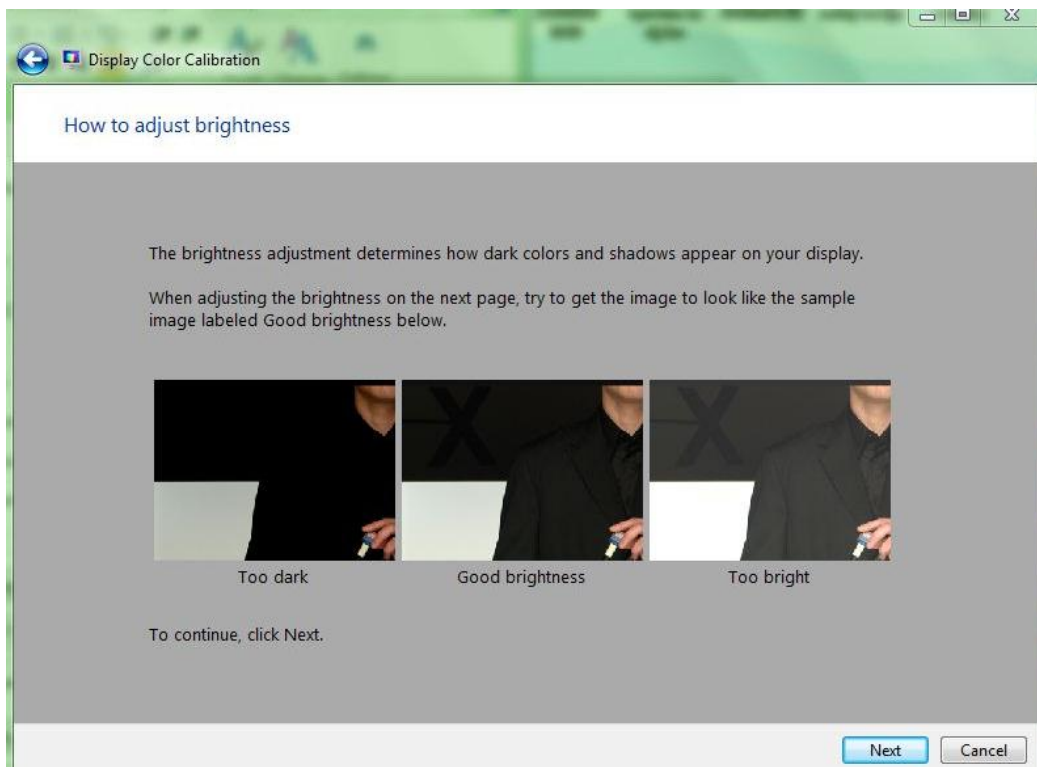 Display Color Calibration
How to adjust brightness
The brightness adjustment determines how dark colors and shadows appear on your display.
When adjusting the brightness on the next page, try to get the image to look like the sample
image labeled Good brightness below.
X
X
Too dark
Good brightness
Too bright
To continue, click Next.
Next
Cancel